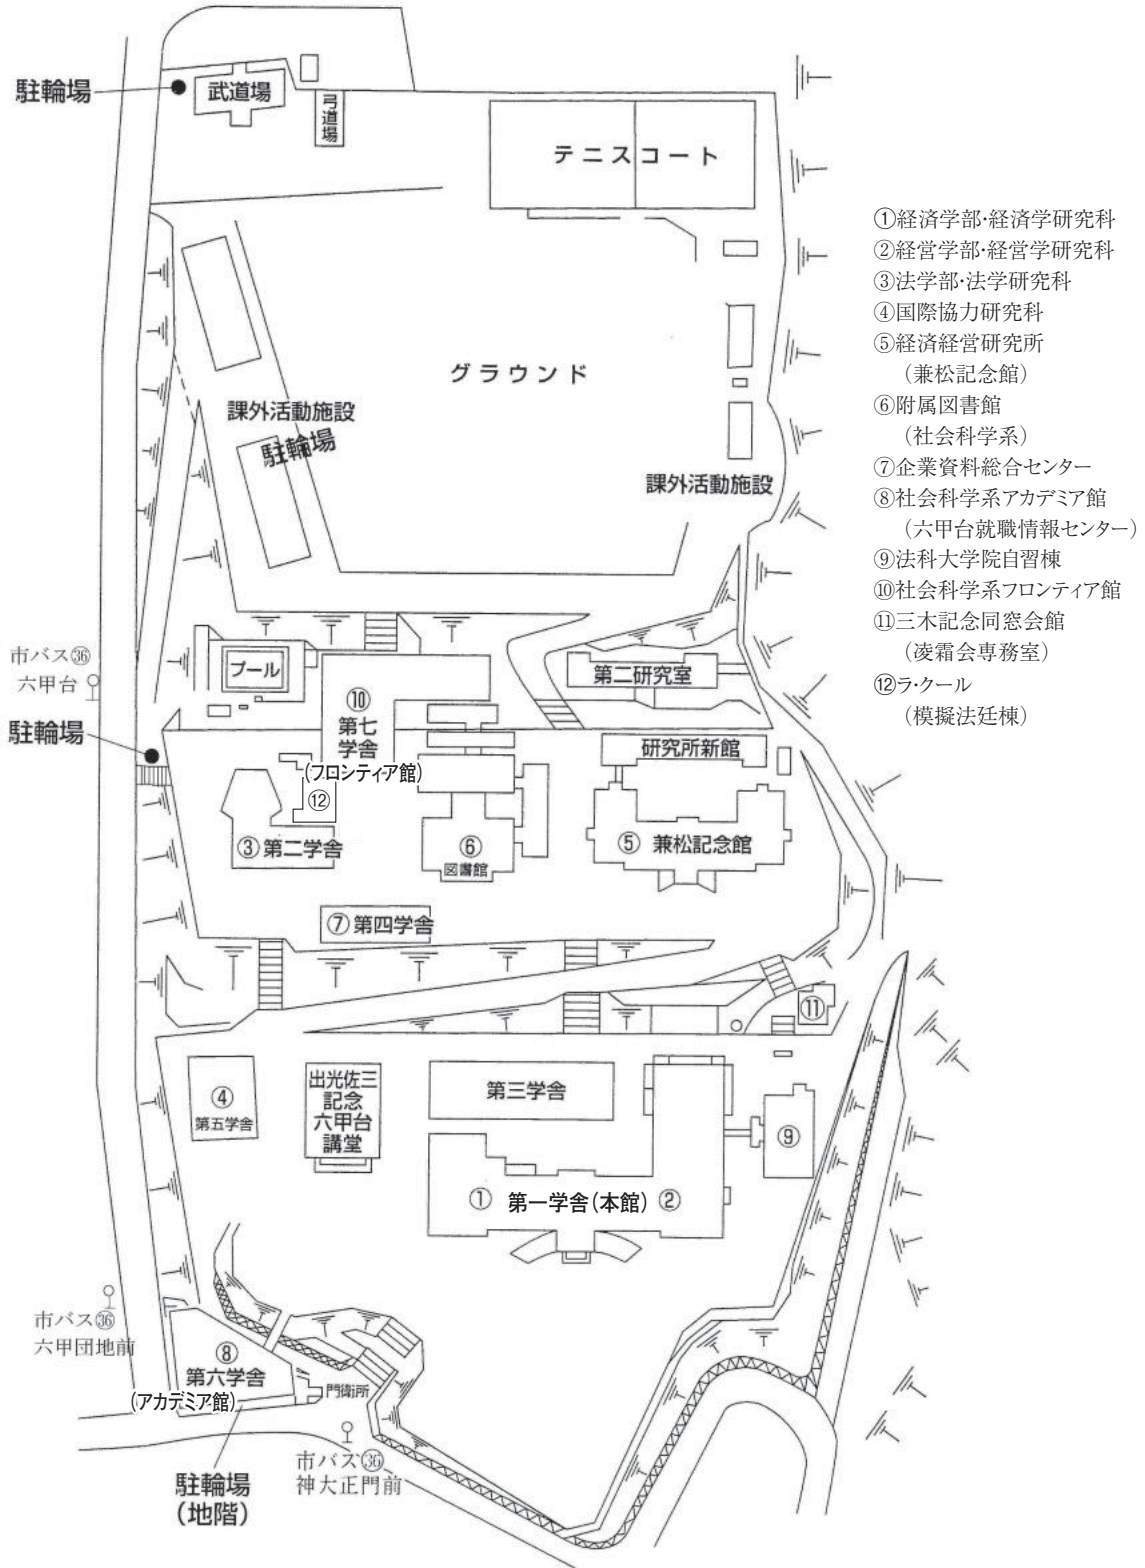 駐輪場
武道場
弓道場
テニスコート
グラウンド
課外活動施設
駐輪場
課外活動施設
①経済学部・経済学研究科
②経営学部・経営学研究科
③法学部・法学研究科
④国際協力研究科
⑤経済経営研究所
(兼松記念館)
⑥附属図書館
(社会科学系)
⑦企業資料総合センター
⑧社会科学系アカデミア館
(六甲台就職情報センター)
⑨法科大学院自習棟
⑩社会科学系フロンティア館
⑪三木記念同窓会館
(凌霜会専務室)
⑫ラ・クール
(模擬法廷棟)
市バス㊱
六甲台
プール
第二研究室
⑩
第七
学舎
(フロンティア館)
駐輪場
研究所新館
⑫
③第二学舎
⑥
図書館
⑤ 兼松記念館
⑦第四学舎
⑪
④
第五学舎
出光佐三
記念
六甲台
講堂
第三学舎
⑨
① 第一学舎(本館) ②
市バス㊱
六甲団地前
⑧
第六学舎
(アカデミア館)
門衛所
市バス㊱
神大正門前
駐輪場
(地階)